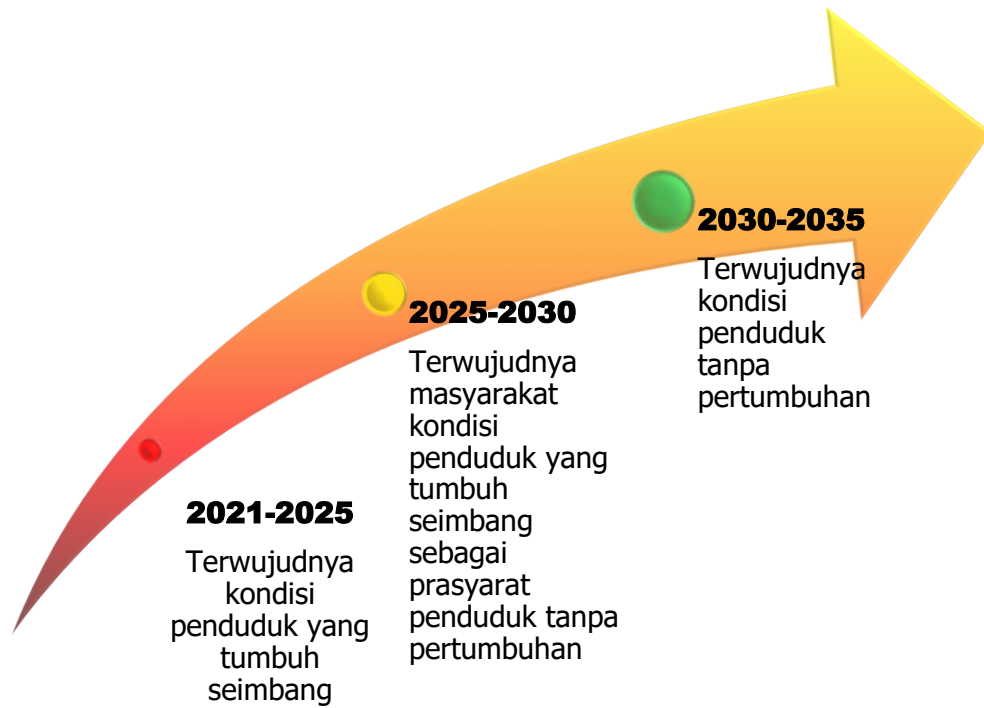 2021-2025
Terwujudnya
kondisi
penduduk yang
tumbuh
seimbang
2025-2030
Terwujudnya
masyarakat
kondisi
penduduk yang
tumbuh
seimbang
sebagai
prasyarat
penduduk tanpa
pertumbuhan
2030-2035
Terwujudnya
kondisi
penduduk
tanpa
pertumbuhan